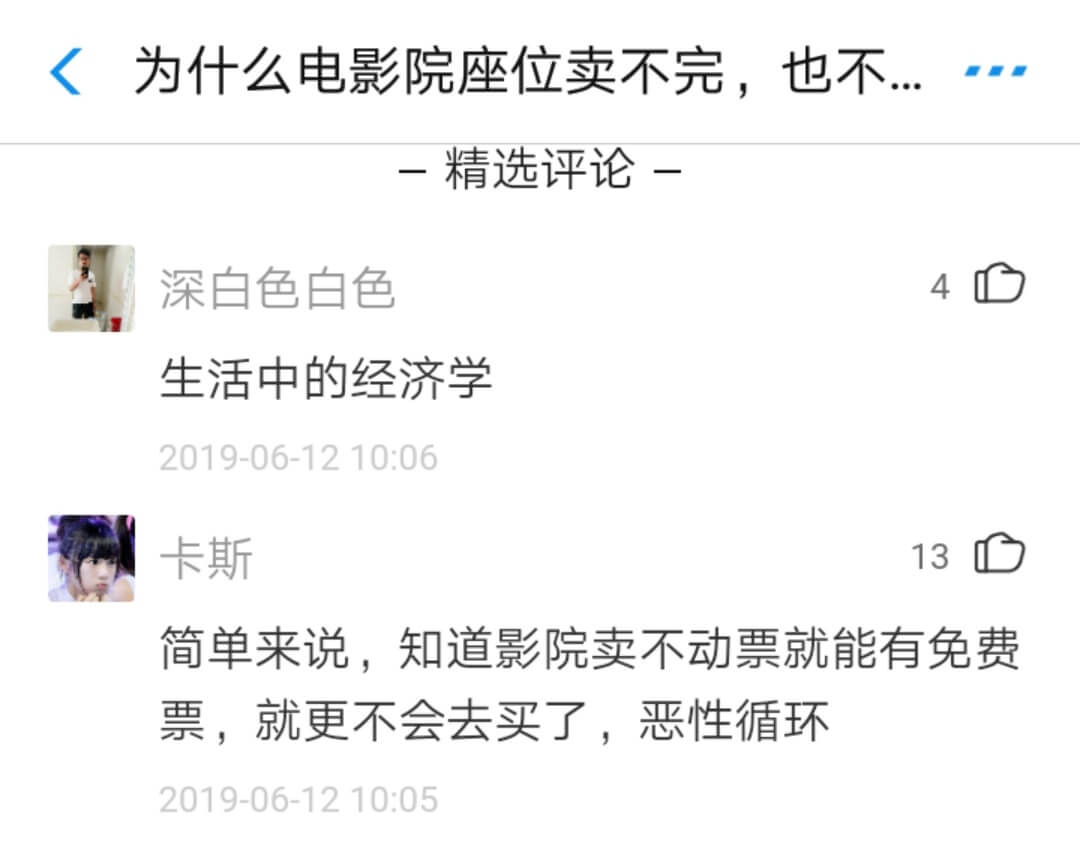 为什么电影院座位卖不完，也不...
– 精选评论 –
深白色白色
4
生活中的经济学
2019-06-12 10:06
卡斯
13
简单来说，知道影院卖不动票就能有免费
票，就更不会去买了，恶性循环
2019-06-12 10:05